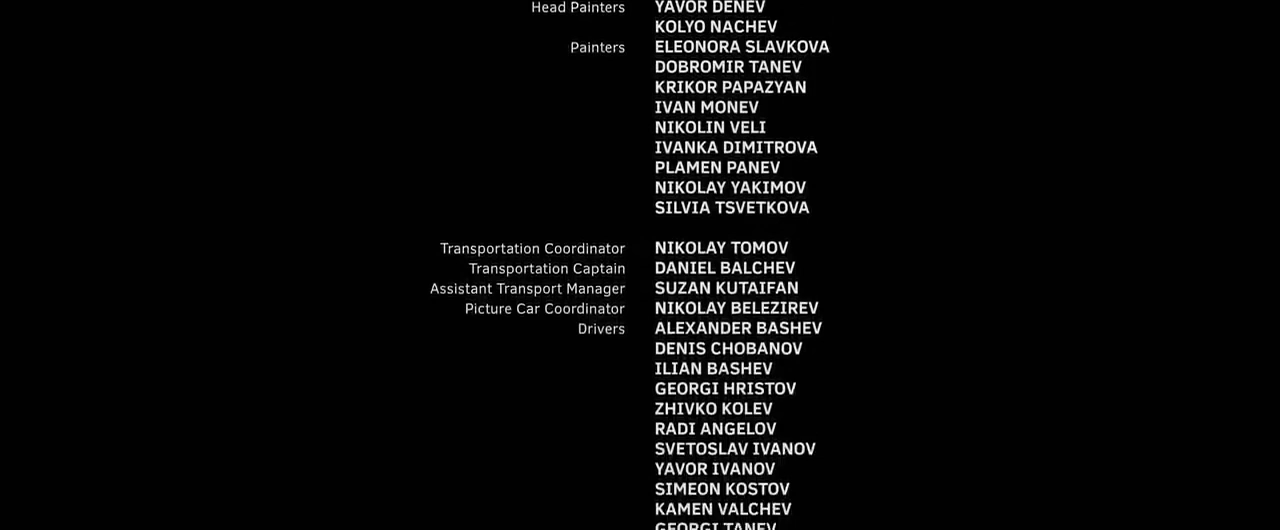 Head Painters YAVOR DENEV
KOLYO NACHEV
Painters ELEONORA SLAVKOVA
DOBROMIR TANEV
KRIKOR PAPAZYAN
IVAN MONEV
NIKOLIN VELI
IVANKA DIMITROVA
PLAMEN PANEV
NIKOLAY YAKIMOV
SILVIA TSVETKOVA
Transportation Coordinator NIKOLAY TOMOV
Transportation Captain DANIEL BALCHEV
Assistant Transport Manager SUZAN KUTAIFAN
Picture Car Coordinator NIKOLAY BELEZIREV
Drivers ALEXANDER BASHEV
DENIS CHOBANOV
ILIAN BASHEV
GEORGI HRISTOV
ZHIVKO KOLEV
RADI ANGELOV
SVETOSLAV IVANOV
YAVOR IVANOV
SIMEON KOSTOV
KAMEN VALCHEV
GEORGI TANEV